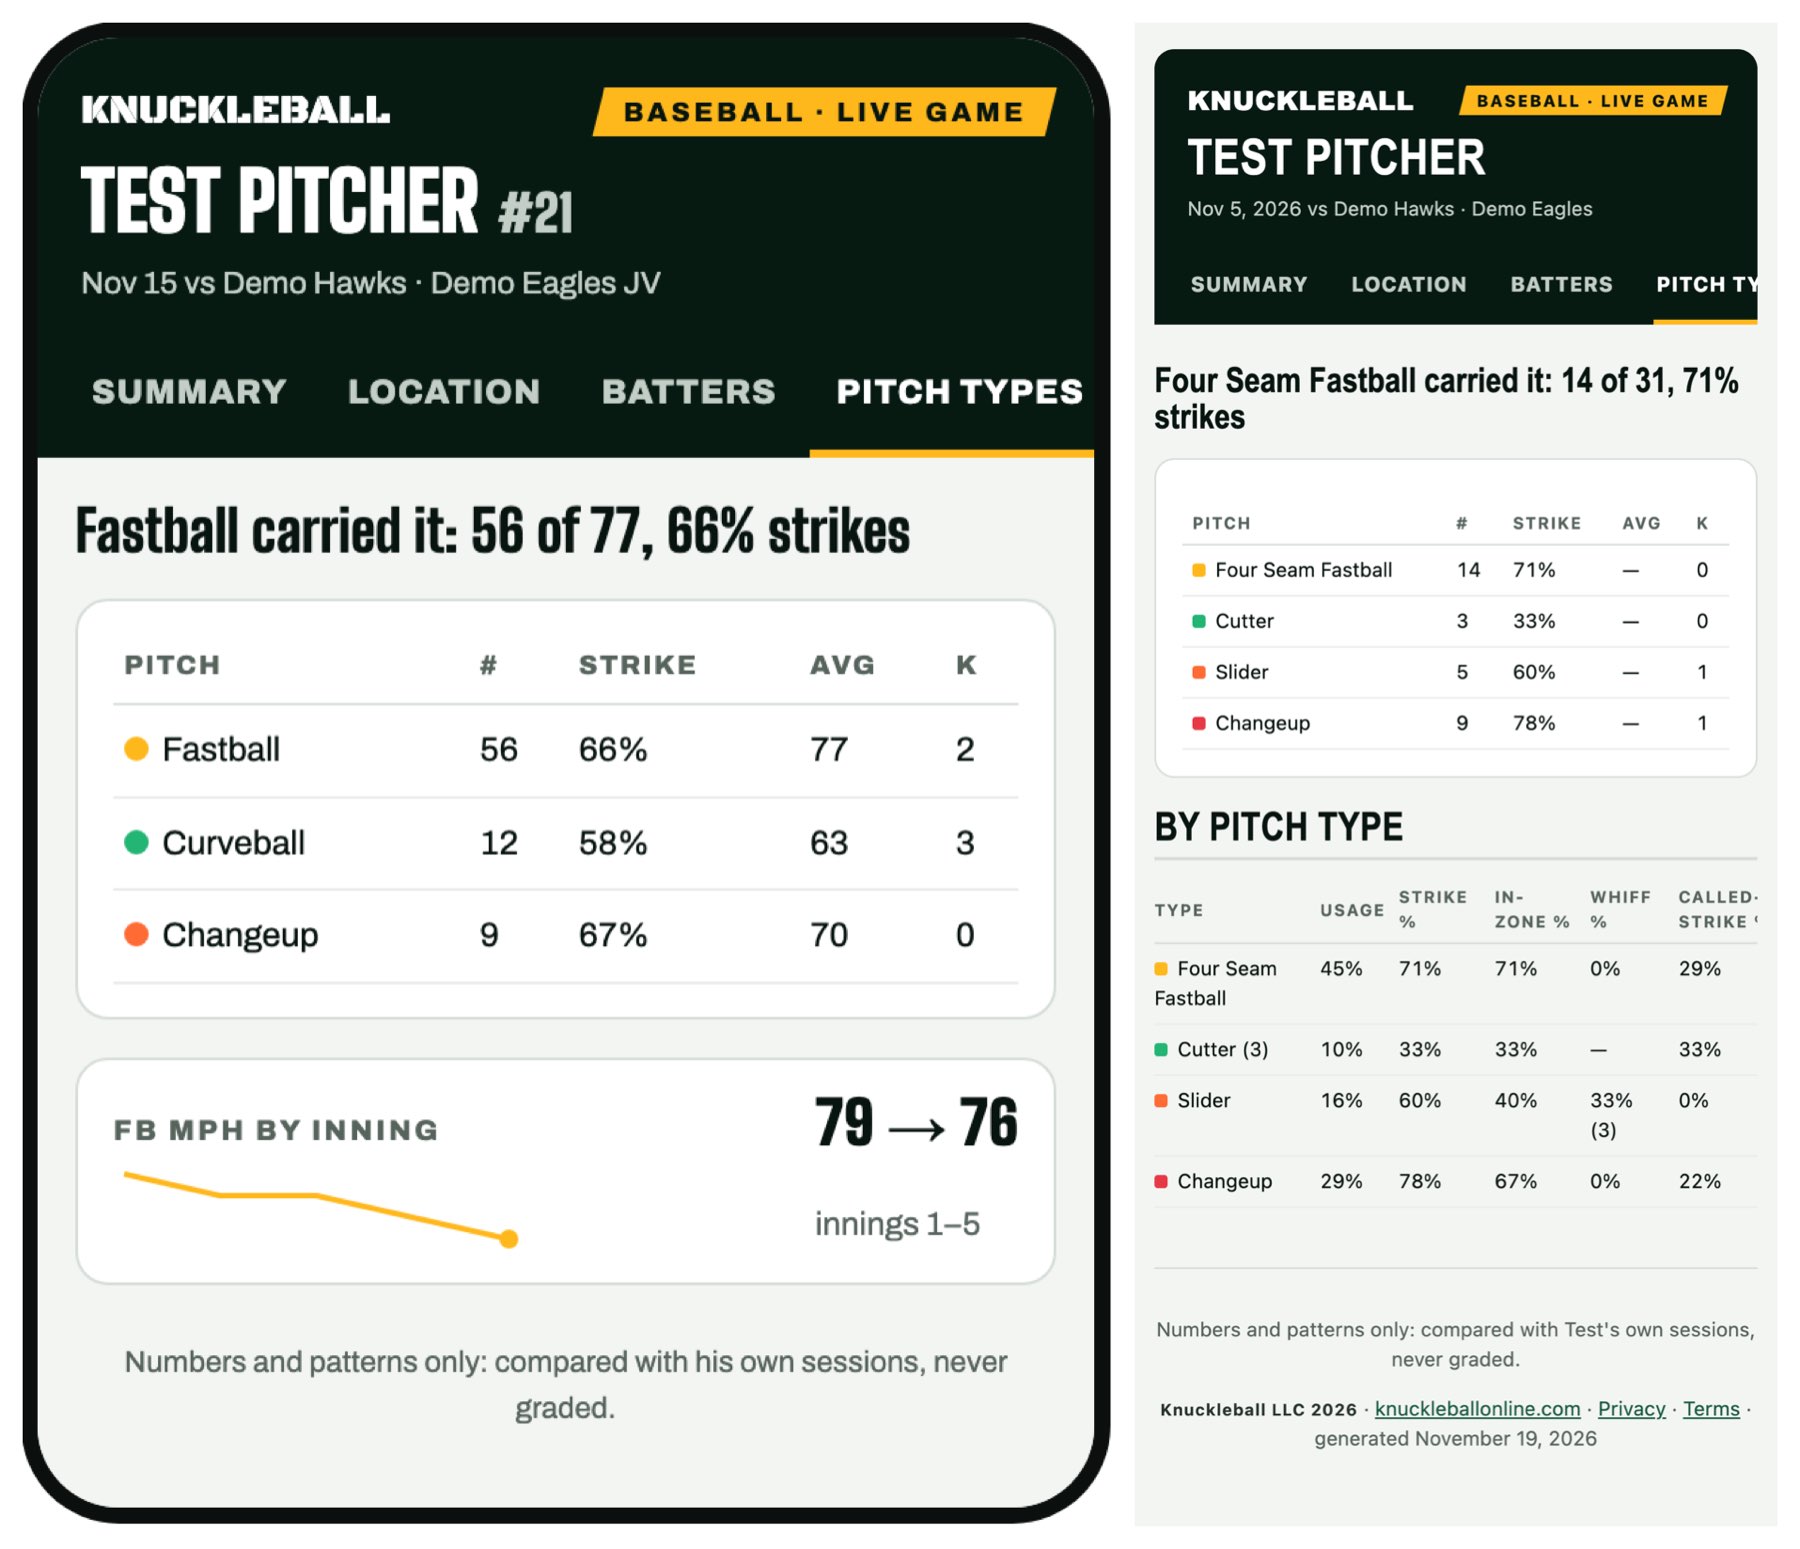 KNUCKLEBALL
BASEBALL · LIVE GAME
TEST PITCHER #21
Nov 15 vs Demo Hawks · Demo Eagles JV
SUMMARY LOCATION BATTERS PITCH TYPES
Fastball carried it: 56 of 77, 66% strikes
PITCH # STRIKE AVG K
Fastball 56 66% 77 2
Curveball 12 58% 63 3
Changeup 9 67% 70 0
FB MPH BY INNING 79 → 76
innings 1–5
Numbers and patterns only: compared with his own sessions, never
graded.
KNUCKLEBALL
BASEBALL · LIVE GAME
TEST PITCHER
Nov 5, 2026 vs Demo Hawks · Demo Eagles
SUMMARY LOCATION BATTERS PITCH TY
Four Seam Fastball carried it: 14 of 31, 71%
strikes
PITCH # STRIKE AVG K
Four Seam Fastball 14 71% — 0
Cutter 3 33% — 0
Slider 5 60% — 1
Changeup 9 78% — 1
BY PITCH TYPE
TYPE USAGE STRIKE % IN-ZONE % WHIFF % CALLED-STRIKE
Four Seam 45% 71% 71% 0% 29%
Fastball
Cutter (3) 10% 33% 33% — 33%
Slider 16% 60% 40% 33% 0%
(3)
Changeup 29% 78% 67% 0% 22%
Numbers and patterns only: compared with Test's own sessions,
never graded.
Knuckleball LLC 2026 · knuckleballonline.com · Privacy · Terms ·
generated November 19, 2026